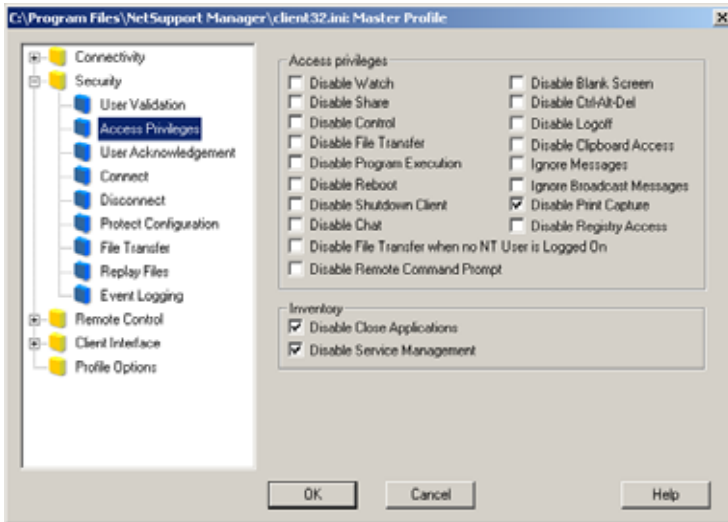 C:\Program Files\NetSupport Manager\client32.ini: Master Profile
Connectivity
Security
User Validation
Access Privileges
User Acknowledgement
Connect
Disconnect
Protect Configuration
File Transfer
Replay Files
Event Logging
Remote Control
Client Interface
Profile Options
Access privileges
Disable Watch
Disable Share
Disable Control
Disable File Transfer
Disable Program Execution
Disable Reboot
Disable Shutdown Client
Disable Chat
Disable File Transfer when no NT User is Logged On
Disable Remote Command Prompt
Disable Blank Screen
Disable Ctrl-Alt-Del
Disable Logoff
Disable Clipboard Access
Ignore Messages
Ignore Broadcast Messages
Disable Print Capture
Disable Registry Access
Inventory
Disable Close Applications
Disable Service Management
OK
Cancel
Help